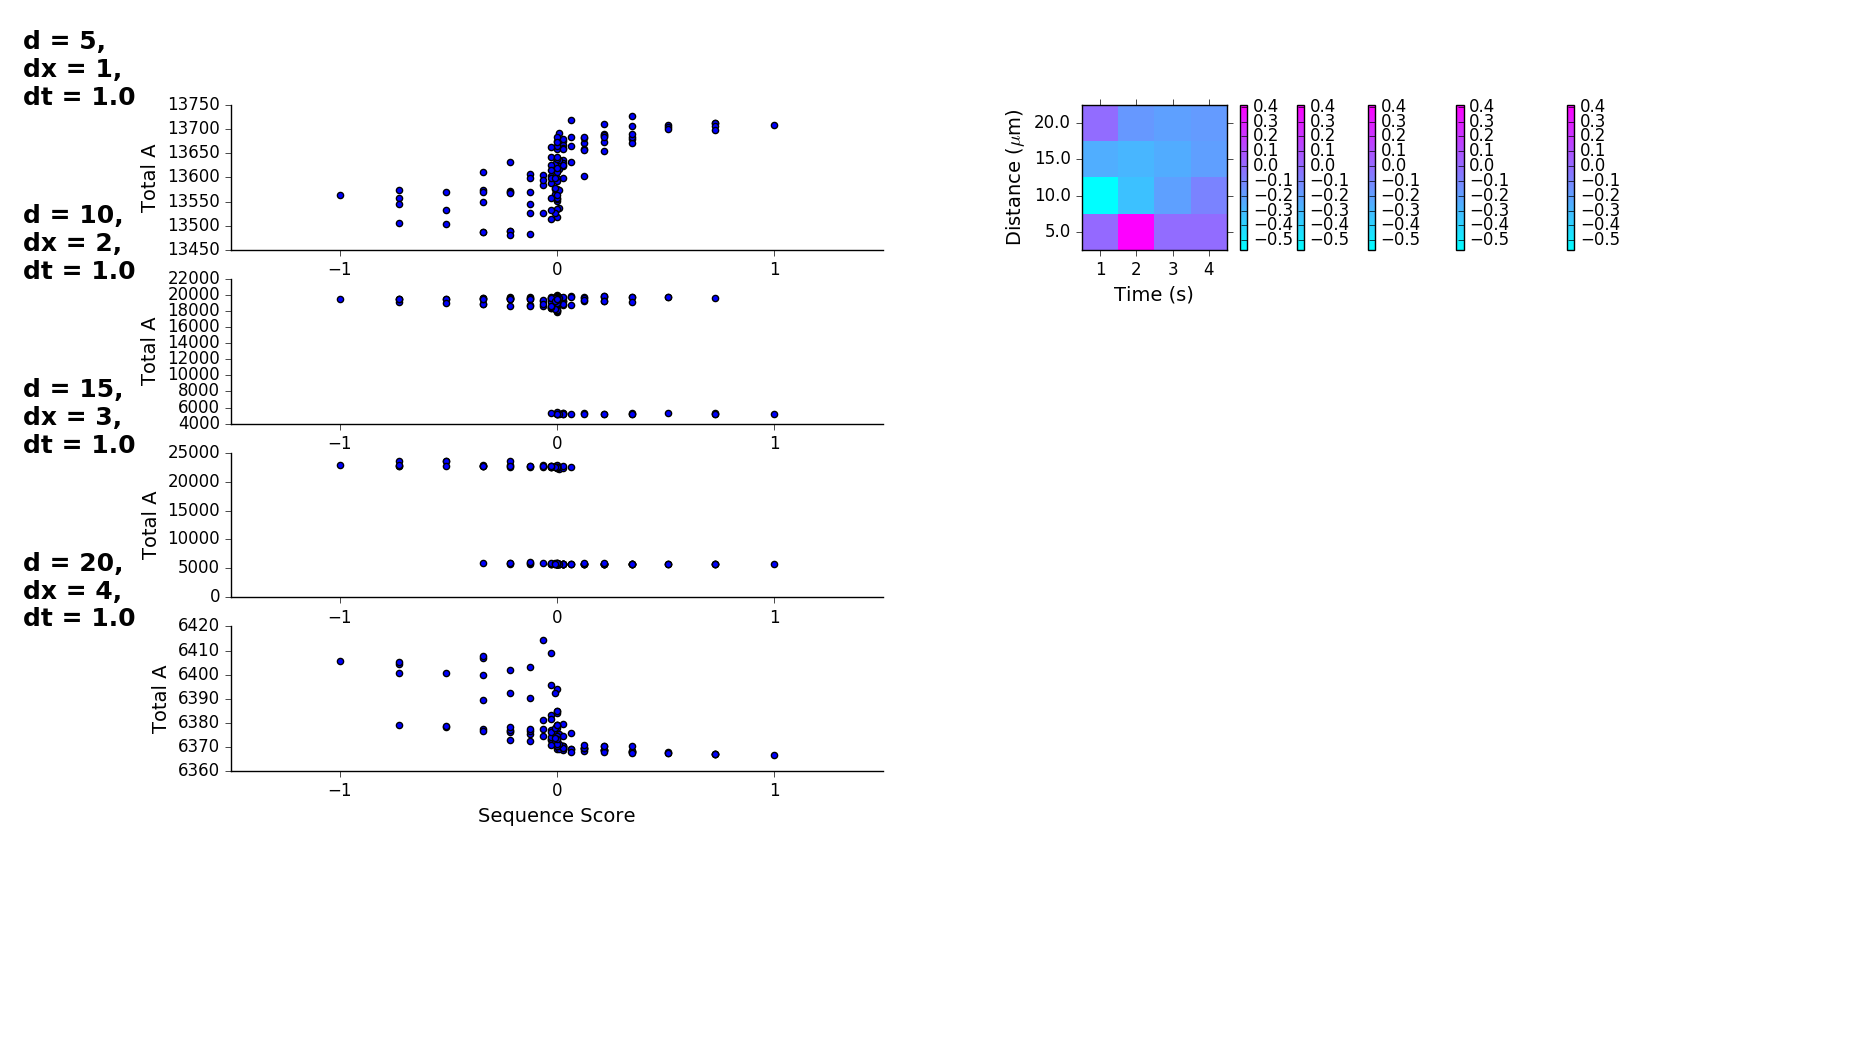 d = 5,
dx = 1,
dt = 1.0
13750
13700
13650
13600
13550
13500
13450
Total A
−1 0 1
d = 10,
dx = 2,
dt = 1.0
22000
20000
18000
16000
14000
12000
10000
8000
6000
4000
Total A
−1 0 1
d = 15,
dx = 3,
dt = 1.0
25000
20000
15000
10000
5000
0
Total A
−1 0 1
d = 20,
dx = 4,
dt = 1.0
6420
6410
6400
6390
6380
6370
6360
Total A
−1 0 1
Sequence Score
Distance (μm)
20.0
15.0
10.0
5.0
1 2 3 4
Time (s)
0.4 0.4 0.4 0.4 0.4
0.3 0.3 0.3 0.3 0.3
0.2 0.2 0.2 0.2 0.2
0.1 0.1 0.1 0.1 0.1
0.0 0.0 0.0 0.0 0.0
−0.1 −0.1 −0.1 −0.1 −0.1
−0.2 −0.2 −0.2 −0.2 −0.2
−0.3 −0.3 −0.3 −0.3 −0.3
−0.4 −0.4 −0.4 −0.4 −0.4
−0.5 −0.5 −0.5 −0.5 −0.5